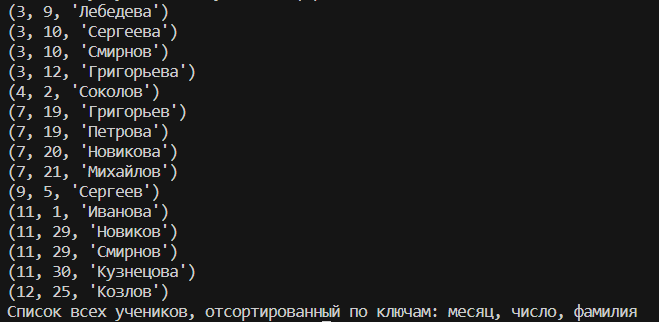 (3, 9, 'Лебедева')
(3, 10, 'Сергеева')
(3, 10, 'Смирнов')
(3, 12, 'Григорьева')
(4, 2, 'Соколов')
(7, 19, 'Григорьев')
(7, 19, 'Петрова')
(7, 20, 'Новикова')
(7, 21, 'Михайлов')
(9, 5, 'Сергеев')
(11, 1, 'Иванова')
(11, 29, 'Новиков')
(11, 29, 'Смирнов')
(11, 30, 'Кузнецова')
(12, 25, 'Козлов')
Список всех учеников, отсортированный по ключам: месяц, число, фамилия